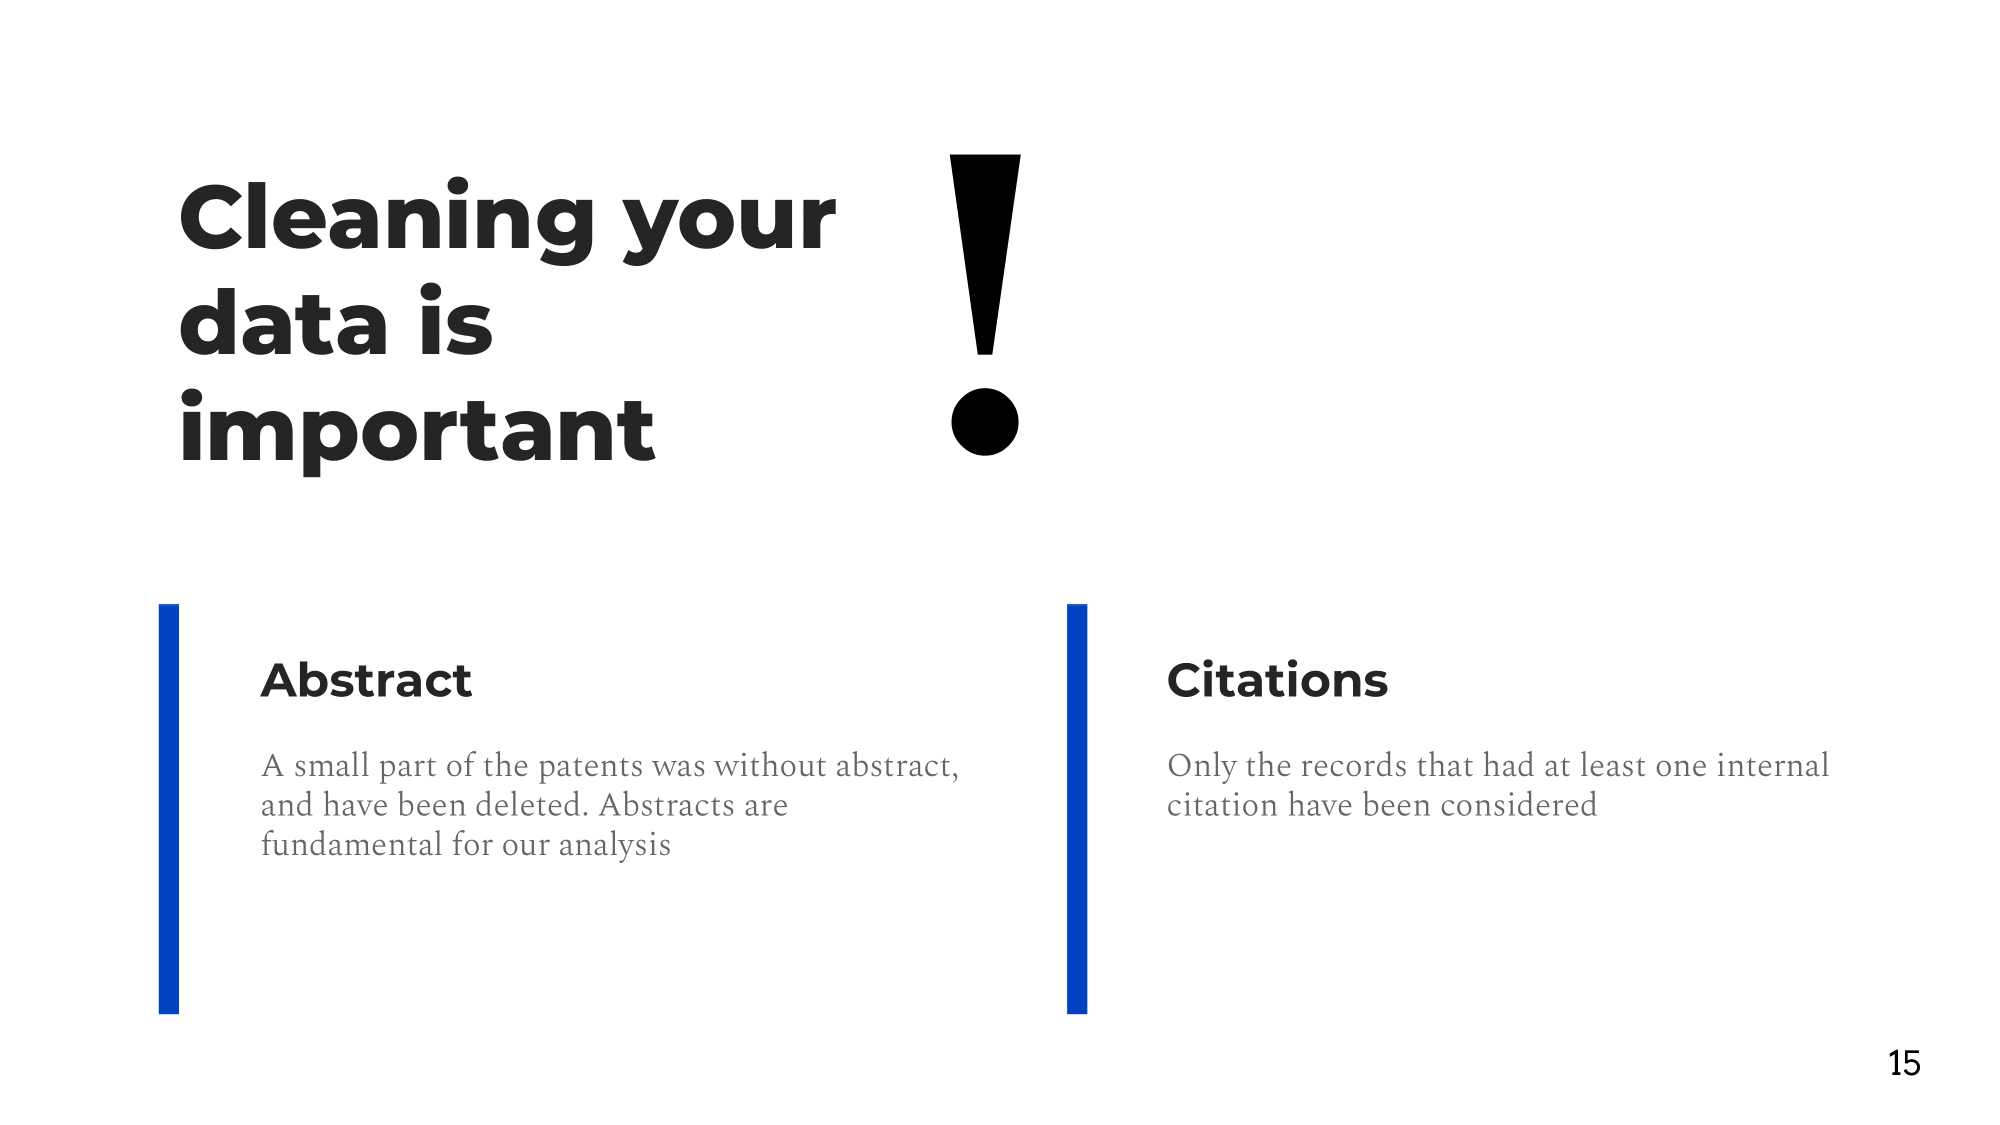 Cleaning your
data is
important
!
Abstract
A small part of the patents was without abstract,
and have been deleted. Abstracts are
fundamental for our analysis
Citations
Only the records that had at least one internal
citation have been considered
15